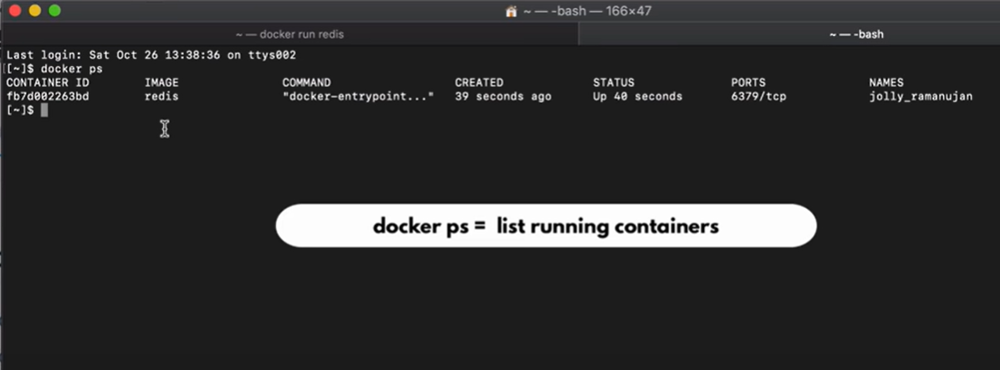 ~ — -bash — 166×47
~ — docker run redis
~ — -bash
Last login: Sat Oct 26 13:38:36 on ttys002
[[~]$ docker ps
CONTAINER ID IMAGE COMMAND CREATED STATUS PORTS NAMES
fb7d002263bd redis "docker-entrypoint..." 39 seconds ago Up 40 seconds 6379/tcp jolly_ramanujan
[~]$
docker ps = list running containers